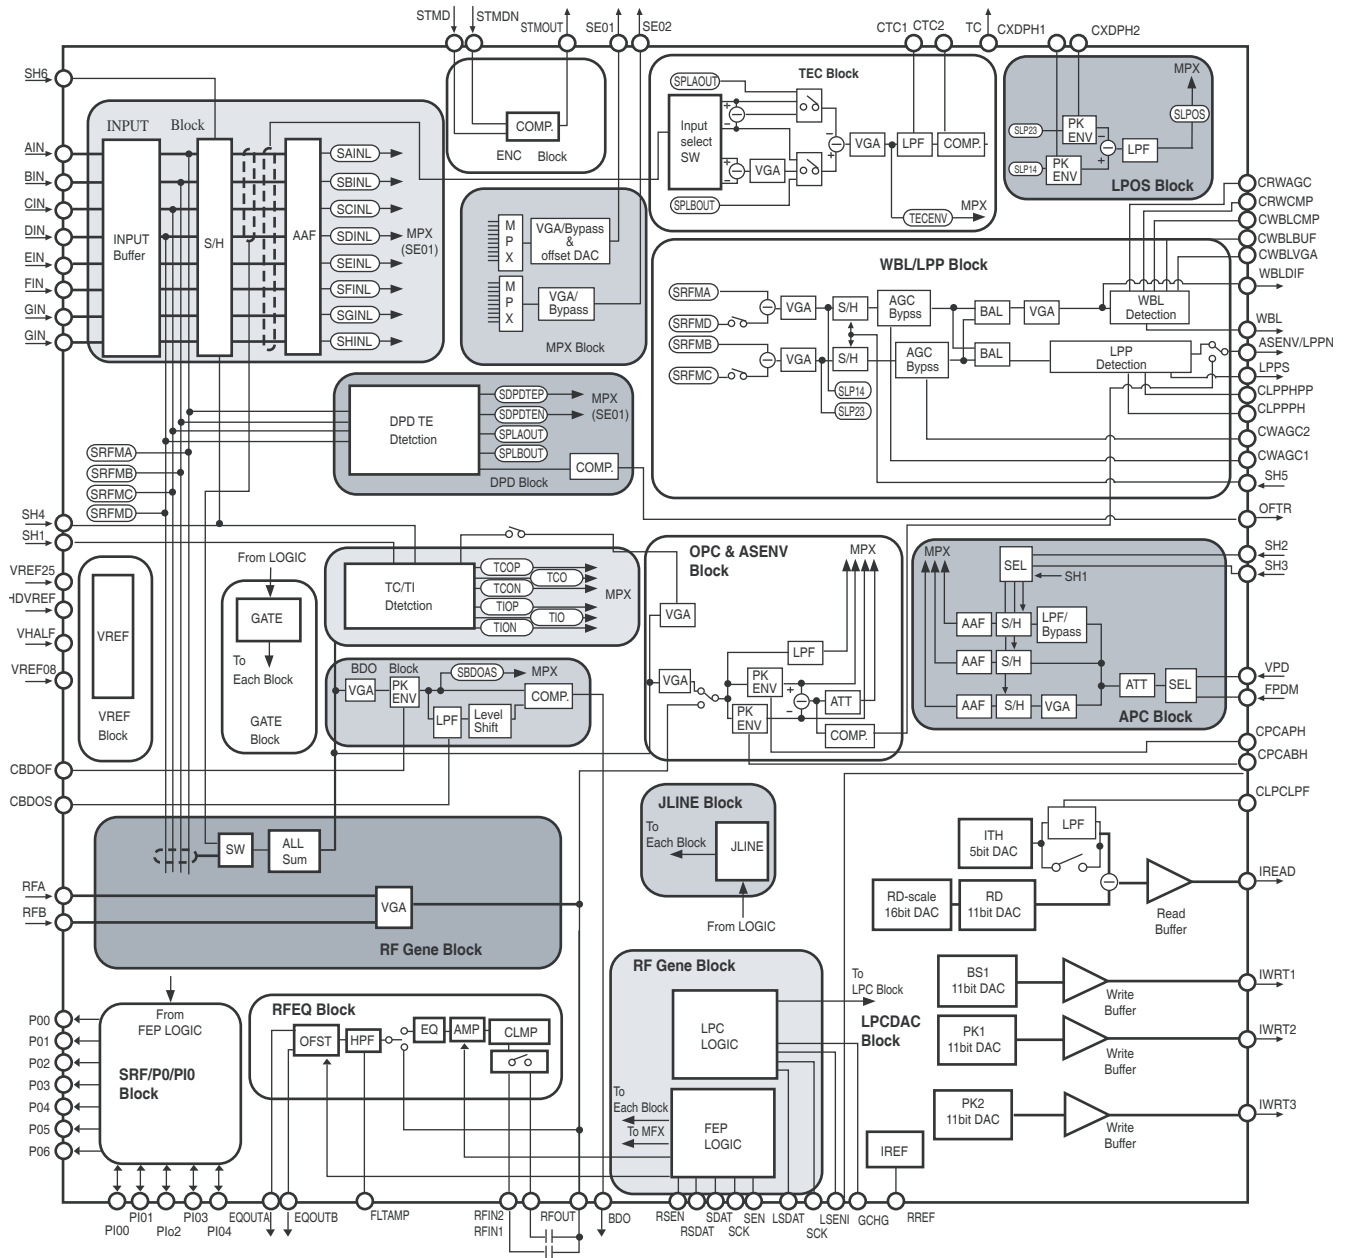 STMD
STMDN
STMOUT
SE01
SE02
CTC1
CTC2
TC
CXDPH1
CXDPH2
SH6
INPUT Block
AIN
BIN
CIN
DIN
EIN
FIN
GIN
GIN
INPUT
Buffer
S/H
AAF
SAINL
SBINL
SCINL
SDINL
SEINL
SFINL
SGINL
SHINL
MPX
(SE01)
COMP.
ENC Block
M
P
X
VGA/Bypass
&
offset DAC
M
P
X
VGA/
Bypass
MPX Block
TEC Block
SPLAOUT
Input
select
SW
SPLBOUT
+
−
+
−
VGA
−
+
VGA
LPF
COMP.
TECENV
MPX
MPX
SLPOS
SLP23
PK
ENV
SLP14
PK
ENV
−
+
LPF
LPOS Block
CRWAGC
CRWCMP
CWBLCMP
CWBLBUF
CWBLVGA
WBLDIF
WBL
ASENV/LPPN
LPPS
CLPPHPP
CLPPPH
CWAGC2
CWAGC1
SH5
OFTR
WBL/LPP Block
SRFMA
SRFMD
SRFMB
SRFMC
VGA
VGA
S/H
S/H
AGC
Bypss
AGC
Bypss
BAL
BAL
VGA
WBL
Detection
LPP
Detection
SLP14
SLP23
DPD TE
Dtetction
SDPDTEP
SDPDTEN
SPLAOUT
SPLBOUT
MPX
(SE01)
COMP.
DPD Block
SRFMA
SRFMB
SRFMC
SRFMD
SH4
SH1
VREF25
HDVREF
VHALF
VREF08
VREF
VREF
Block
From LOGIC
GATE
To
Each Block
GATE
Block
TC/TI
Dtetction
TCOP
TCO
TCON
TIOP
TIO
TION
MPX
BDO Block
VGA
PK
ENV
SBDOAS
MPX
LPF
Level
Shift
COMP.
OPC & ASENV
Block
MPX
VGA
VGA
LPF
PK
ENV
PK
ENV
+
−
ATT
COMP.
MPX
SEL
SH1
AAF
S/H
LPF/
Bypass
AAF
S/H
AAF
S/H
VGA
ATT
SEL
APC Block
SH2
SH3
VPD
FPDM
CPCAPH
CPCABH
CLPCLPF
CBDOF
CBDOS
SW
ALL
Sum
RFA
RFB
VGA
RF Gene Block
JLINE Block
To
Each Block
JLINE
From LOGIC
ITH
5bit DAC
LPF
RD-scale
16bit DAC
RD
11bit DAC
Read
Buffer
IREAD
BS1
11bit DAC
Write
Buffer
IWRT1
PK1
11bit DAC
Write
Buffer
IWRT2
PK2
11bit DAC
Write
Buffer
IWRT3
LPCDAC
Block
IREF
From
FEP LOGIC
SRF/P0/PI0
Block
P00
P01
P02
P03
P04
P05
P06
RFEQ Block
OFST
HPF
EQ
AMP
CLMP
RF Gene Block
LPC
LOGIC
To
LPC Block
To
Each Block
To MFX
FEP
LOGIC
PI00
PI01
PIo2
PI03
PI04
EQOUTA
EQOUTB
FLTAMP
RFIN2
RFIN1
RFOUT
BDO
RSEN
RSDAT
SDAT
SCK
SEN
LSDAT
SCK
LSENI
GCHG
RREF